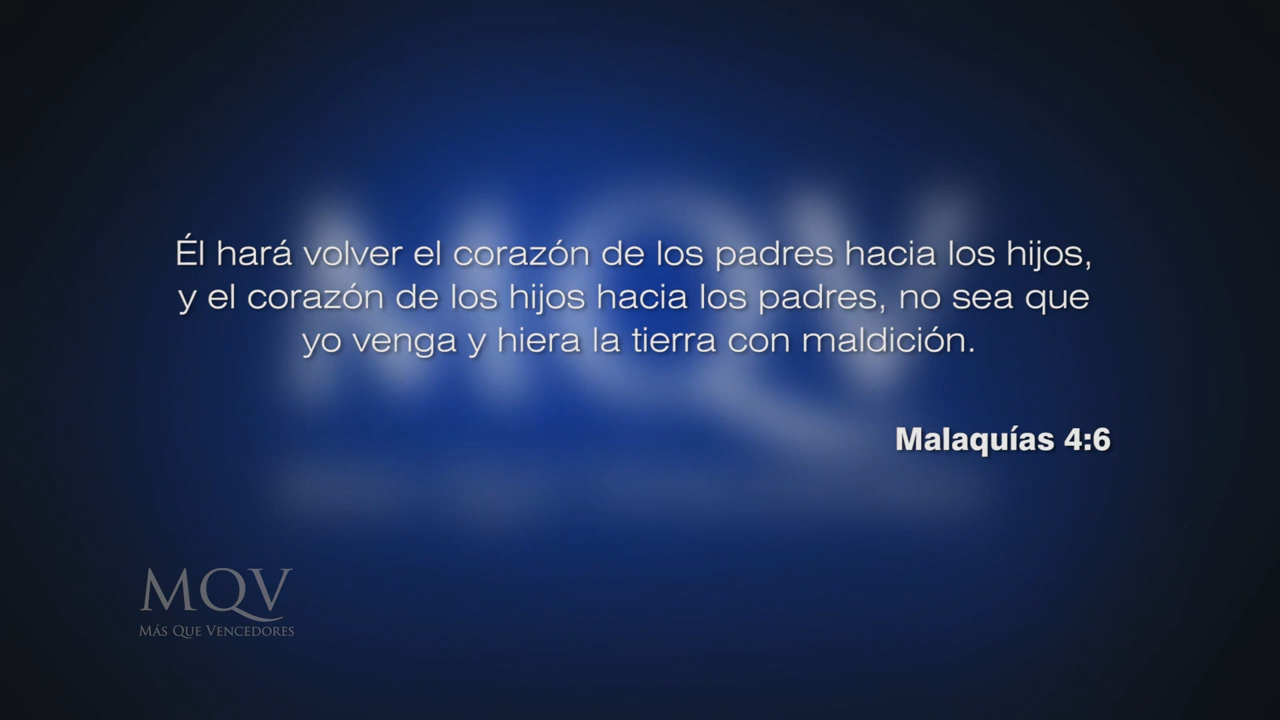 Él hará volver el corazón de los padres hacia los hijos,
y el corazón de los hijos hacia los padres, no sea que
yo venga y hiera la tierra con maldición.
Malaquías 4:6
MQV
MÁS QUE VENCEDORES